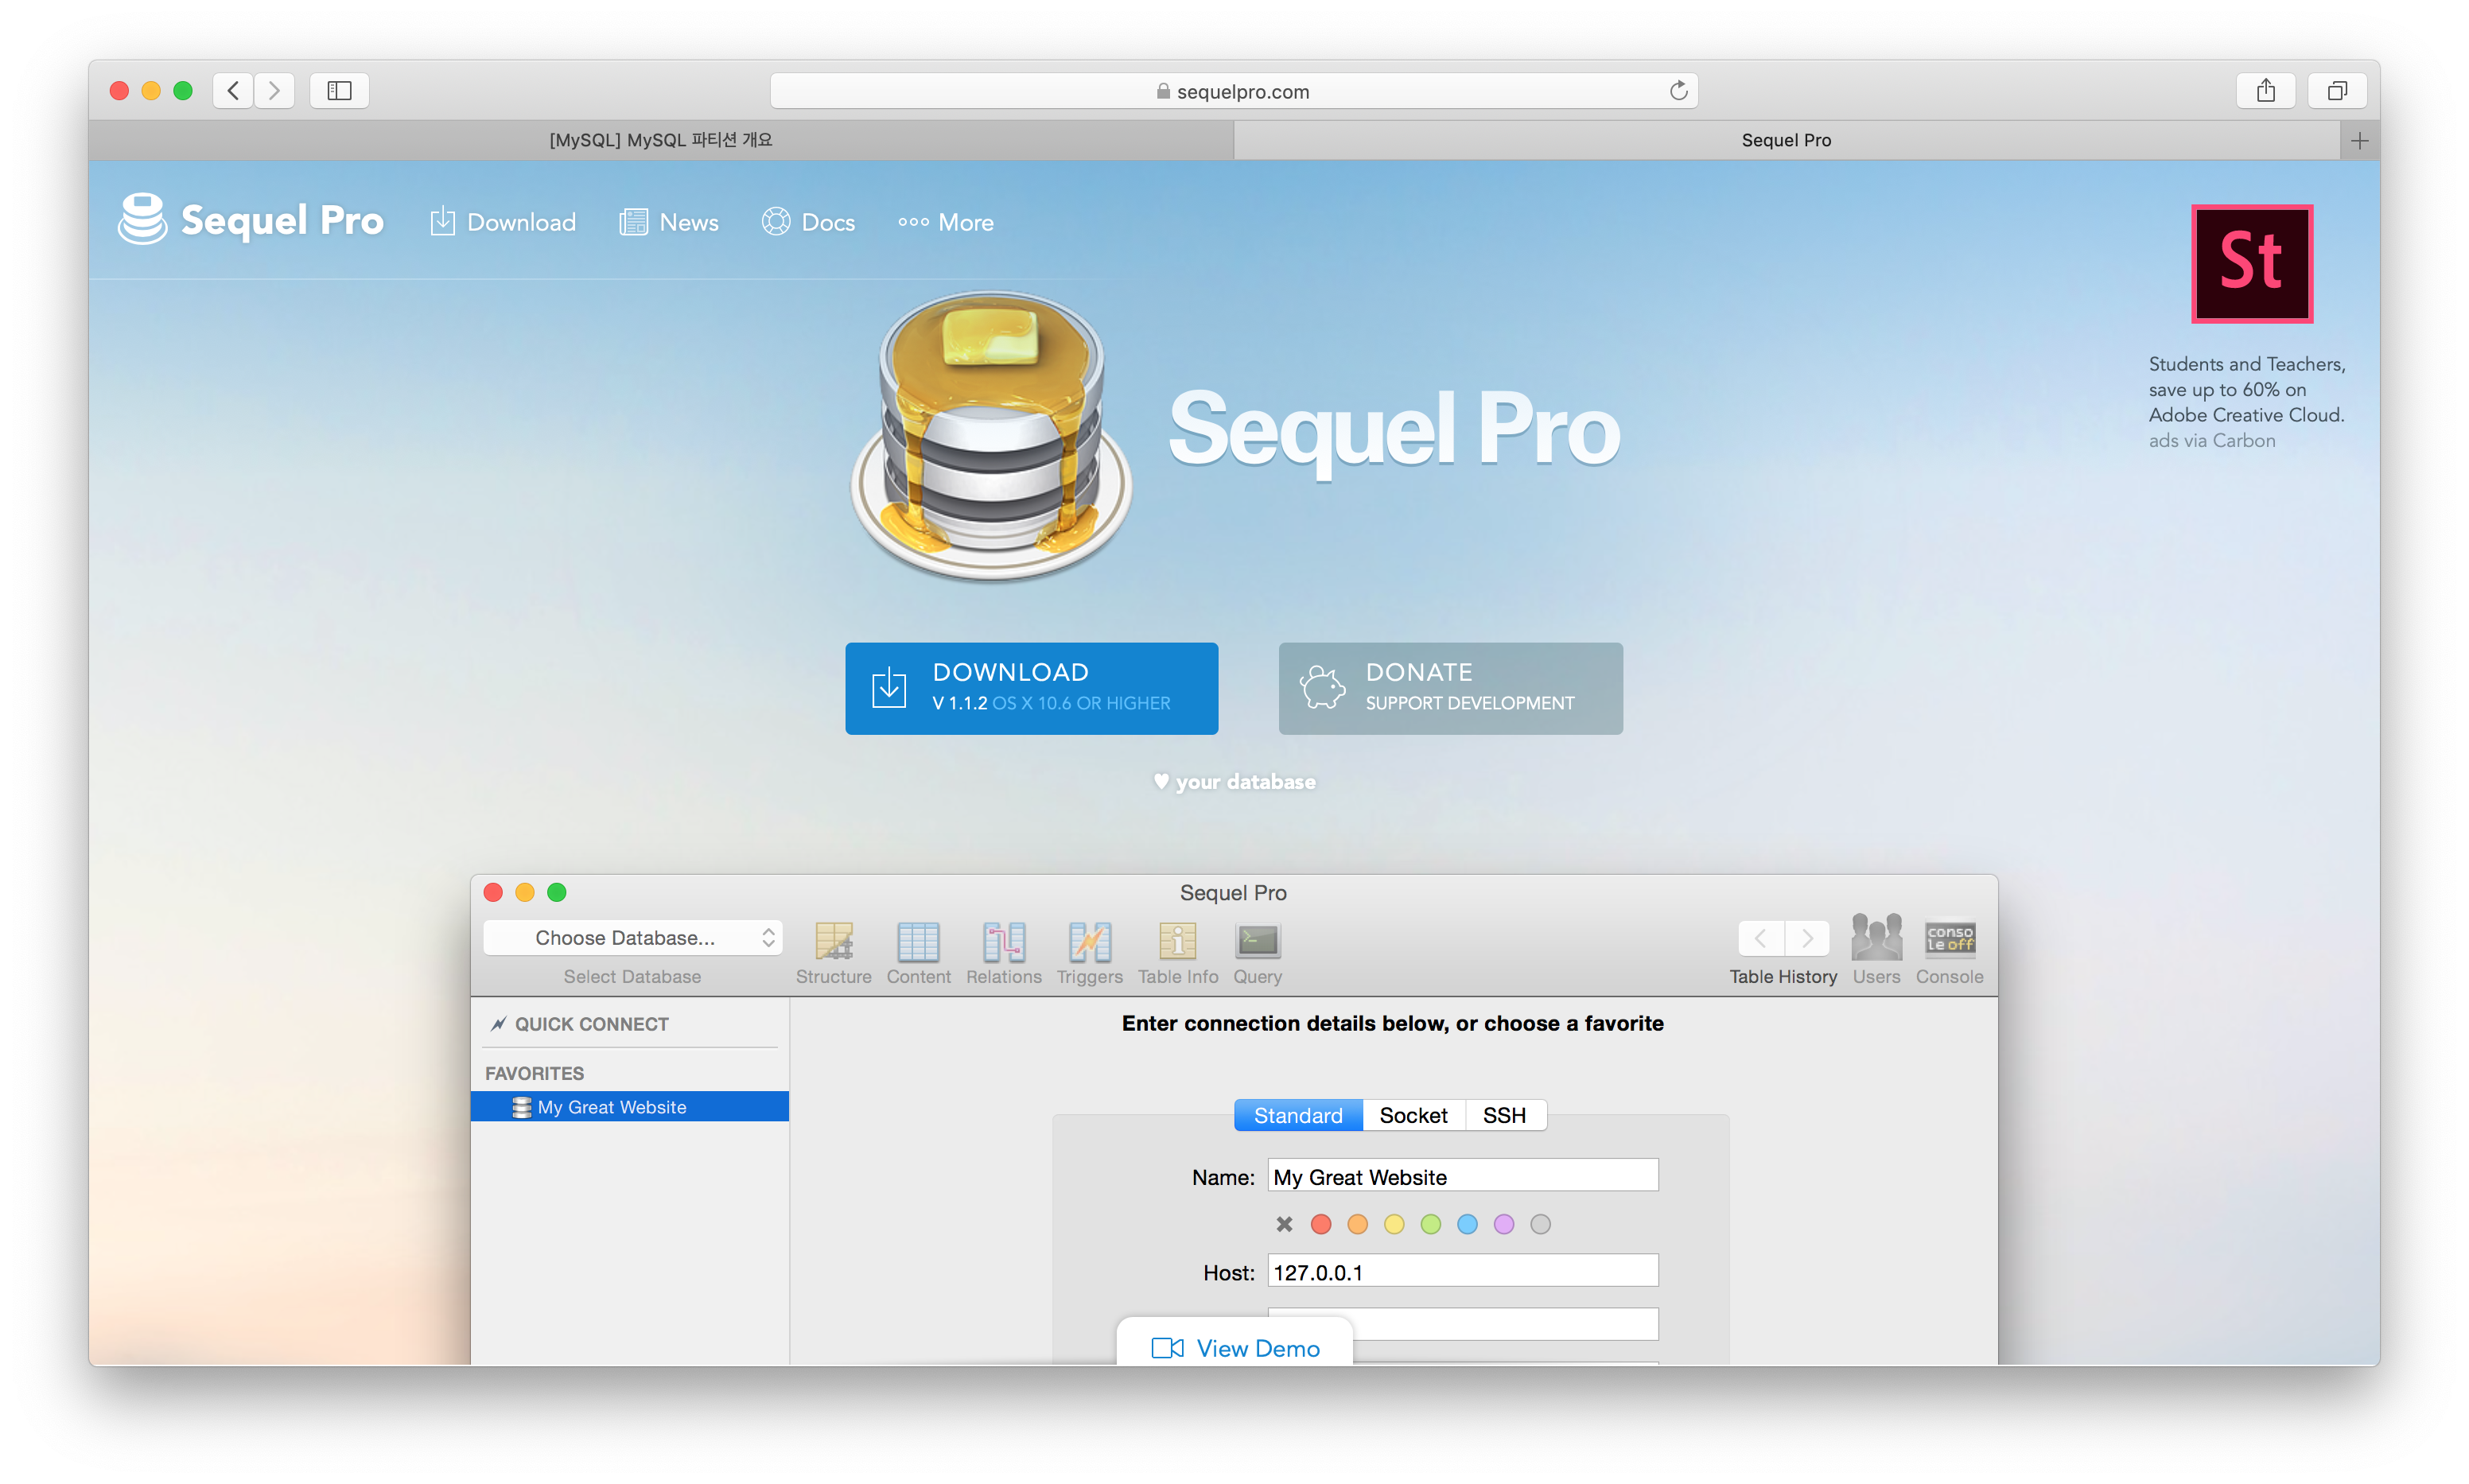 sequelpro.com
[MySQL] MySQL 파티션 개요
Sequel Pro
Sequel Pro
Download
News
Docs
More
St
Students and Teachers,
save up to 60% on
Adobe Creative Cloud.
ads via Carbon
Sequel Pro
DOWNLOAD
V 1.1.2 OS X 10.6 OR HIGHER
DONATE
SUPPORT DEVELOPMENT
♥ your database
Sequel Pro
Choose Database...
Select Database
Structure
Content
Relations
Triggers
Table Info
Query
Table History
Users
conso
le off
Console
QUICK CONNECT
FAVORITES
My Great Website
Enter connection details below, or choose a favorite
Standard
Socket
SSH
Name:
My Great Website
Host:
127.0.0.1
View Demo